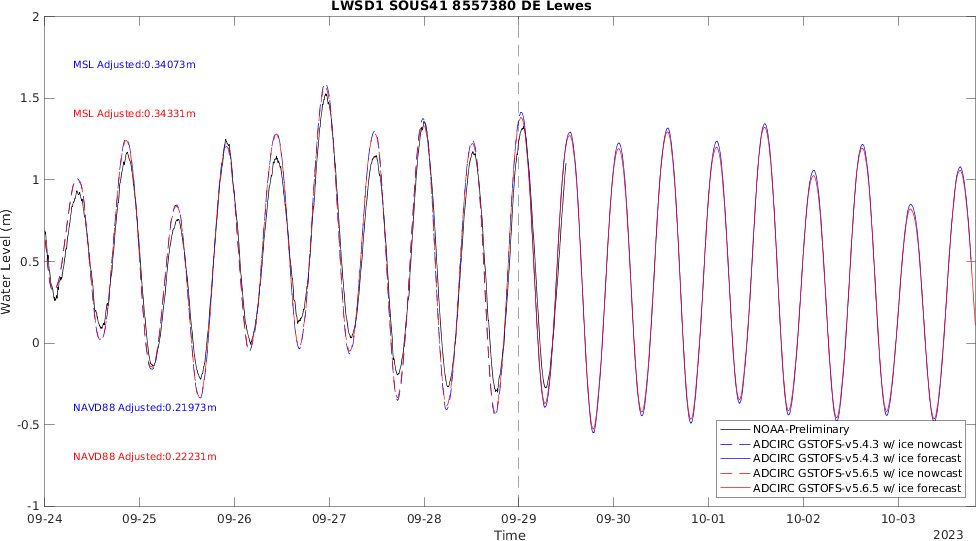 LWSD1 SOUS41 8557380 DE Lewes
2
1.5
1
0.5
0
-0.5
-1
Water Level (m)
MSL Adjusted:0.34073m
MSL Adjusted:0.34331m
NAVD88 Adjusted:0.21973m
NAVD88 Adjusted:0.22231m
NOAA-Preliminary
ADCIRC GSTOFS-v5.4.3 w/ ice nowcast
ADCIRC GSTOFS-v5.4.3 w/ ice forecast
ADCIRC GSTOFS-v5.6.5 w/ ice nowcast
ADCIRC GSTOFS-v5.6.5 w/ ice forecast
09-24 09-25 09-26 09-27 09-28 09-29 09-30 10-01 10-02 10-03
Time
2023